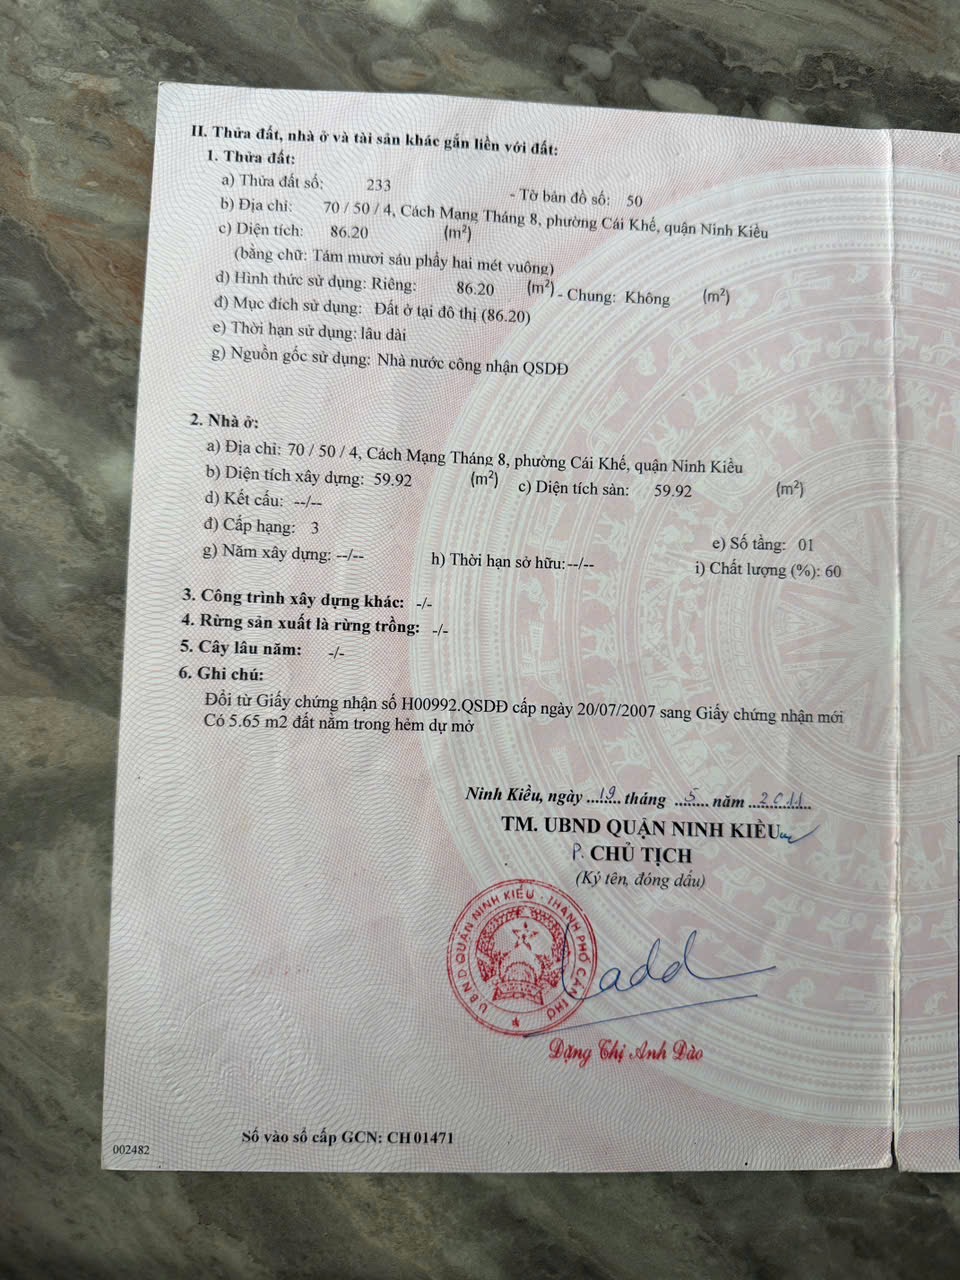 II. Thửa đất, nhà ở và tài sản khác gắn liền với đất:
1. Thửa đất:
a) Thửa đất số: 233 - Tờ bản đồ số: 50
b) Địa chỉ: 70 / 50 / 4, Cách Mạng Tháng 8, phường Cái Khế, quận Ninh Kiều
c) Diện tích: 86.20 (m²)
(bằng chữ: Tám mươi sáu phẩy hai mét vuông)
d) Hình thức sử dụng: Riêng: 86.20 (m²) - Chung: Không (m²)
đ) Mục đích sử dụng: Đất ở tại đô thị (86.20)
e) Thời hạn sử dụng: lâu dài
g) Nguồn gốc sử dụng: Nhà nước công nhận QSDĐ
2. Nhà ở:
a) Địa chỉ: 70 / 50 / 4, Cách Mạng Tháng 8, phường Cái Khế, quận Ninh Kiều
b) Diện tích xây dựng: 59.92 (m²) c) Diện tích sàn: 59.92 (m²)
d) Kết cấu: --/--
đ) Cấp hạng: 3 e) Số tầng: 01
g) Năm xây dựng: --/-- h) Thời hạn sở hữu: --/-- i) Chất lượng (%): 60
3. Công trình xây dựng khác: -/-
4. Rừng sản xuất là rừng trồng: -/-
5. Cây lâu năm: -/-
6. Ghi chú:
Đổi từ Giấy chứng nhận số H00992.QSDĐ cấp ngày 20/07/2007 sang Giấy chứng nhận mới
Có 5.65 m2 đất nằm trong hẻm dự mở
Ninh Kiều, ngày 19 tháng 5 năm 2011
TM. UBND QUẬN NINH KIỀU
P. CHỦ TỊCH
(Ký tên, đóng dấu)
U.B.N.D QUẬN NINH KIỀU - THÀNH PHỐ CẦN THƠ
Đặng Thị Anh Đào
Số vào sổ cấp GCN: CH 01471
002482